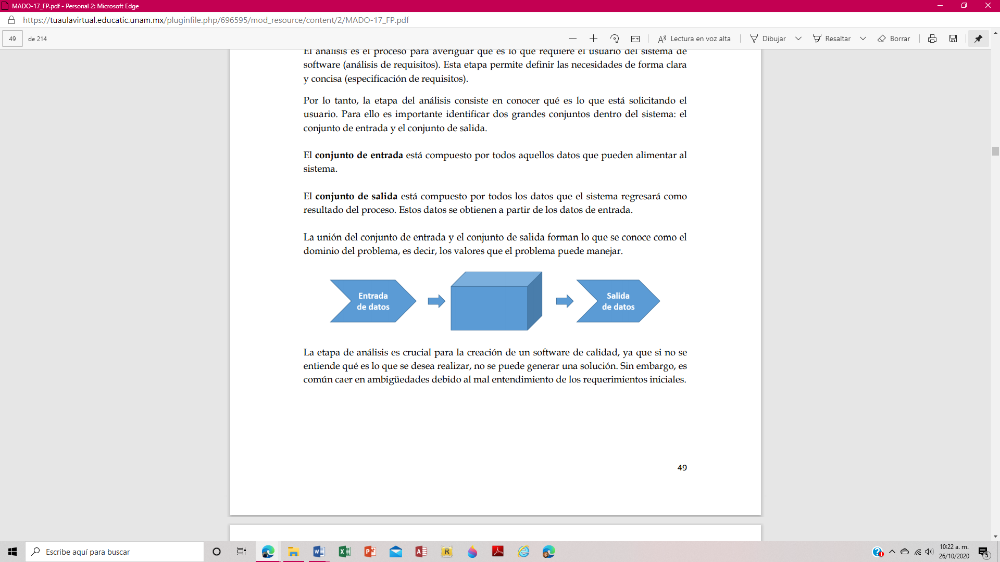 MADO-17_FP.pdf - Personal 2: Microsoft Edge
https://tuaulavirtual.educatic.unam.mx/pluginfile.php/696595/mod_resource/content/2/MADO-17_FP.pdf
49 de 214 Lectura en voz alta Dibujar Resaltar Borrar
El análisis es el proceso para averiguar qué es lo que requiere el usuario del sistema de
software (análisis de requisitos). Esta etapa permite definir las necesidades de forma clara
y concisa (especificación de requisitos).
Por lo tanto, la etapa del análisis consiste en conocer qué es lo que está solicitando el
usuario. Para ello es importante identificar dos grandes conjuntos dentro del sistema: el
conjunto de entrada y el conjunto de salida.
El conjunto de entrada está compuesto por todos aquellos datos que pueden alimentar al
sistema.
El conjunto de salida está compuesto por todos los datos que el sistema regresará como
resultado del proceso. Estos datos se obtienen a partir de los datos de entrada.
La unión del conjunto de entrada y el conjunto de salida forman lo que se conoce como el
dominio del problema, es decir, los valores que el problema puede manejar.
Entrada
de datos
Salida
de datos
La etapa de análisis es crucial para la creación de un software de calidad, ya que si no se
entiende qué es lo que se desea realizar, no se puede generar una solución. Sin embargo, es
común caer en ambigüedades debido al mal entendimiento de los requerimientos iniciales.
49
Escribe aquí para buscar
10:22 a. m.
26/10/2020
5